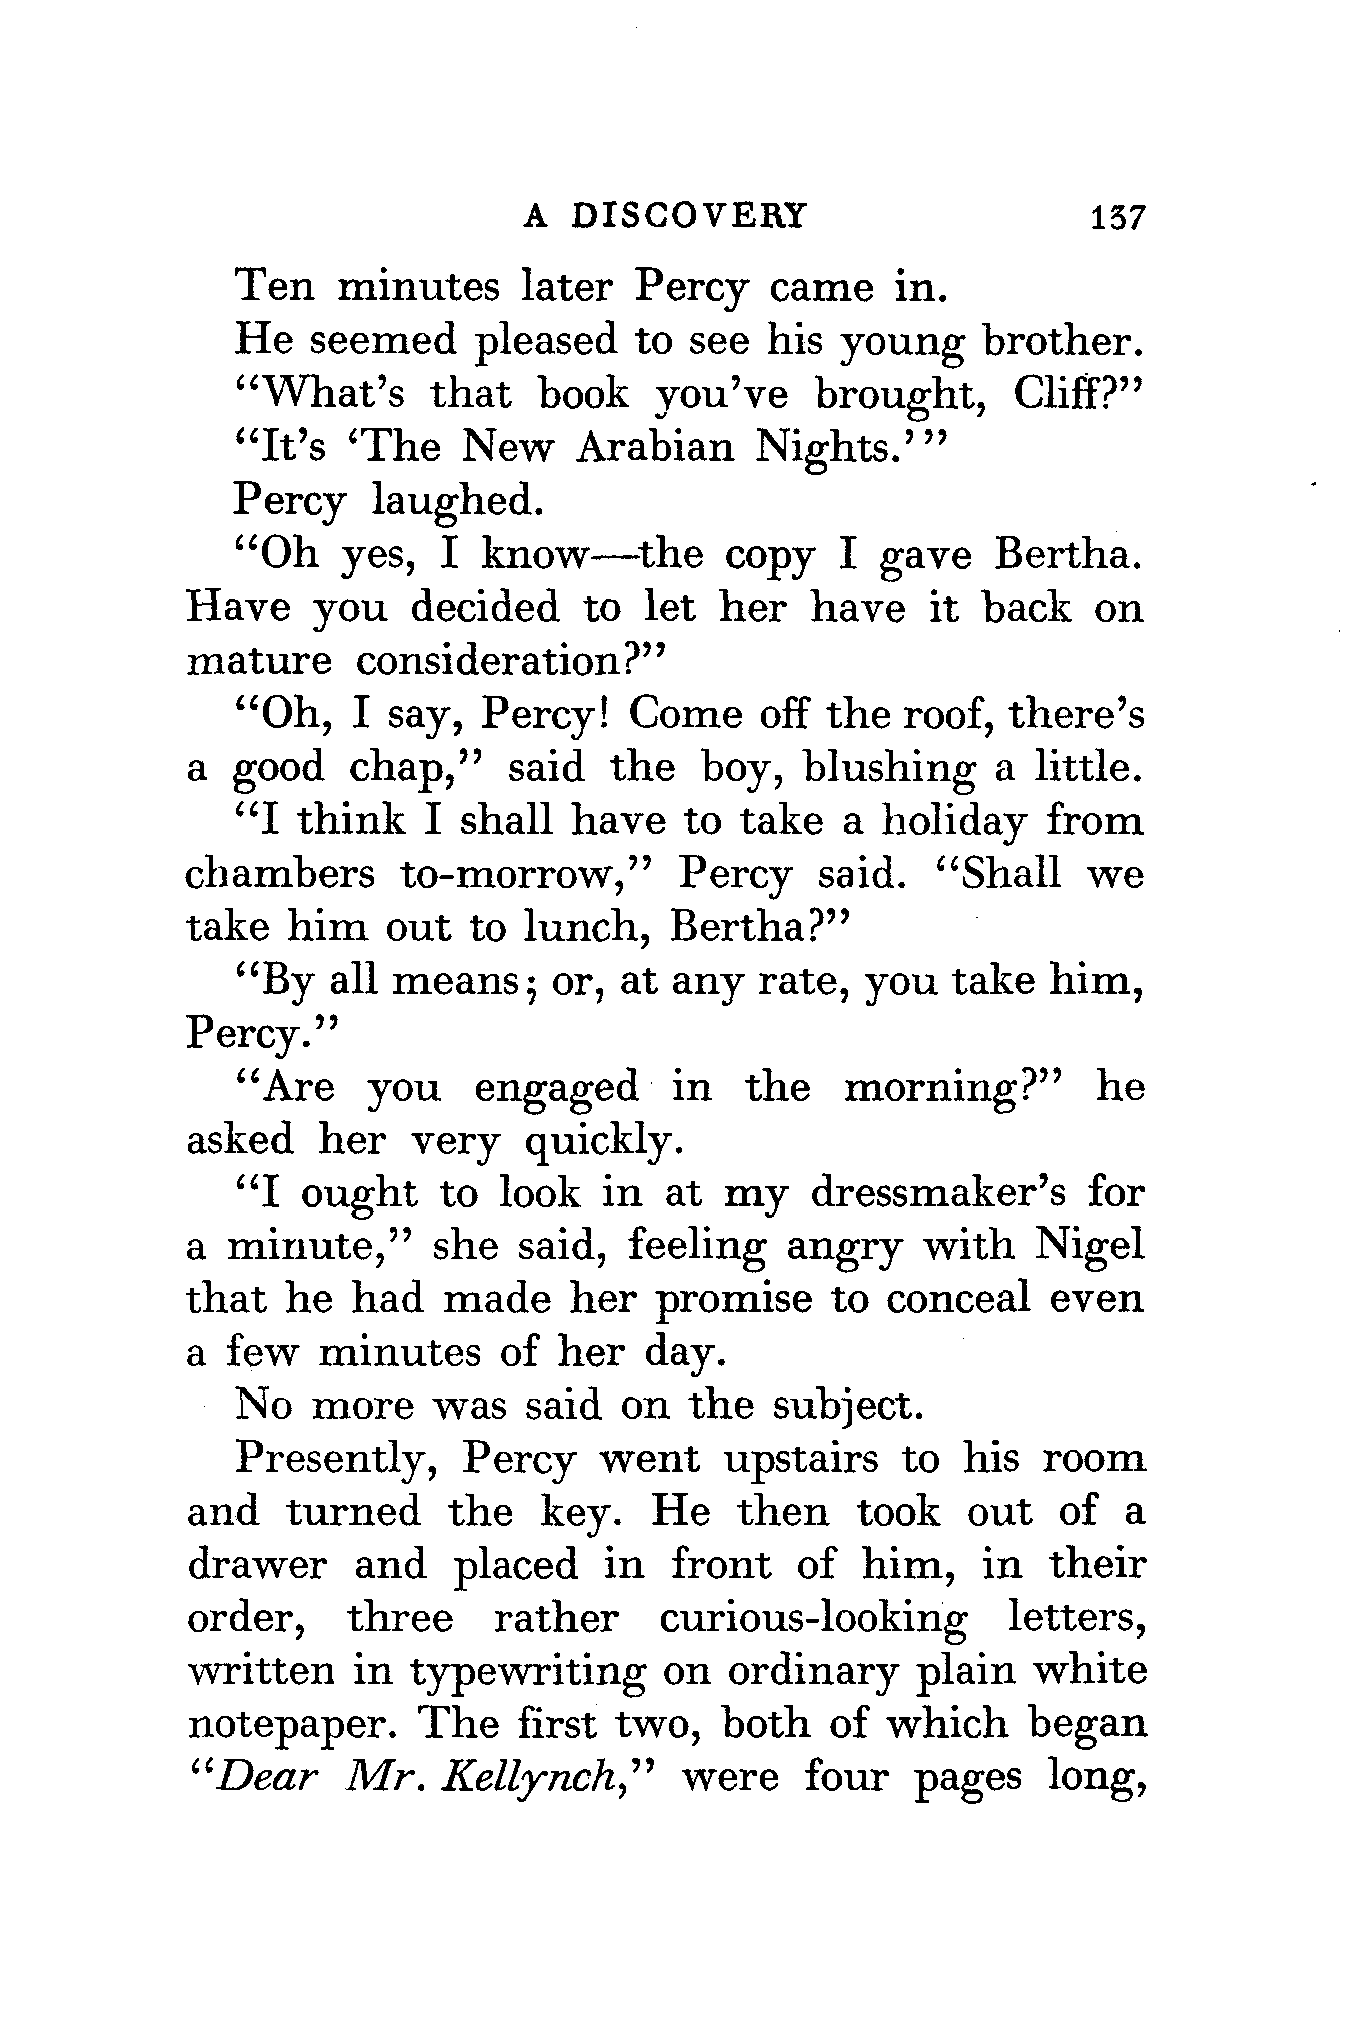 A DISCOVERY 137
Ten minutes later Percy came in.
He seemed pleased to see his young brother.
“What’s that book you’ve brought, Cliff?”
“It’s ‘The New Arabian Nights.’”
Percy laughed.
“Oh yes, I know—the copy I gave Bertha.
Have you decided to let her have it back on
mature consideration?”
“Oh, I say, Percy! Come off the roof, there’s
a good chap,” said the boy, blushing a little.
“I think I shall have to take a holiday from
chambers to-morrow,” Percy said. “Shall we
take him out to lunch, Bertha?”
“By all means; or, at any rate, you take him,
Percy.”
“Are you engaged in the morning?” he
asked her very quickly.
“I ought to look in at my dressmaker’s for
a minute,” she said, feeling angry with Nigel
that he had made her promise to conceal even
a few minutes of her day.
No more was said on the subject.
Presently, Percy went upstairs to his room
and turned the key. He then took out of a
drawer and placed in front of him, in their
order, three rather curious-looking letters,
written in typewriting on ordinary plain white
notepaper. The first two, both of which began
“Dear Mr. Kellynch,” were four pages long,